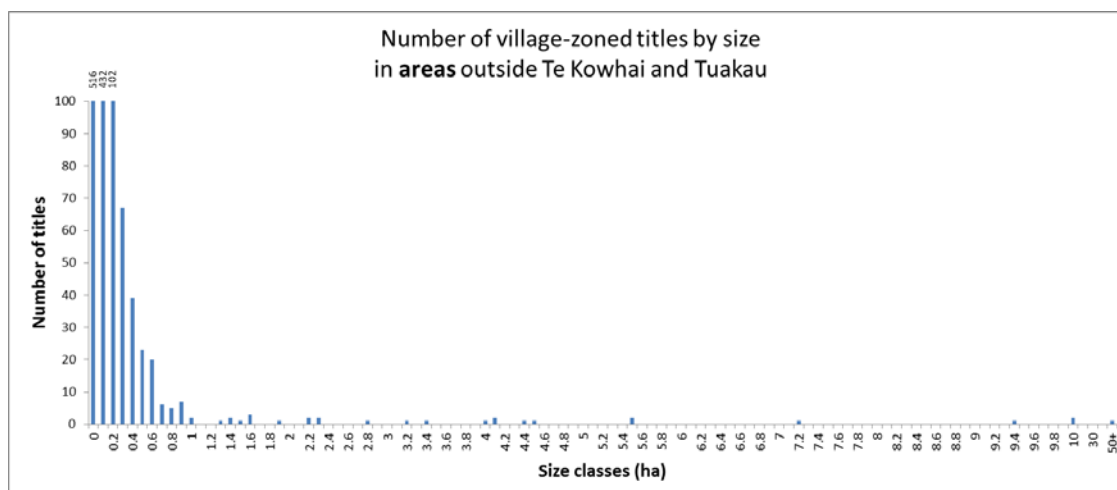 Number of village-zoned titles by size
in areas outside Te Kowhai and Tuakau
516
432
102
100
90
80
70
60
50
40
30
20
10
0
Number of titles
0 0.2 0.4 0.6 0.8 1 1.2 1.4 1.6 1.8 2 2.2 2.4 2.6 2.8 3 3.2 3.4 3.6 3.8 4 4.2 4.4 4.6 4.8 5 5.2 5.4 5.6 5.8 6 6.2 6.4 6.6 6.8 7 7.2 7.4 7.6 7.8 8 8.2 8.4 8.6 8.8 9 9.2 9.4 9.6 9.8 10 30 50+
Size classes (ha)